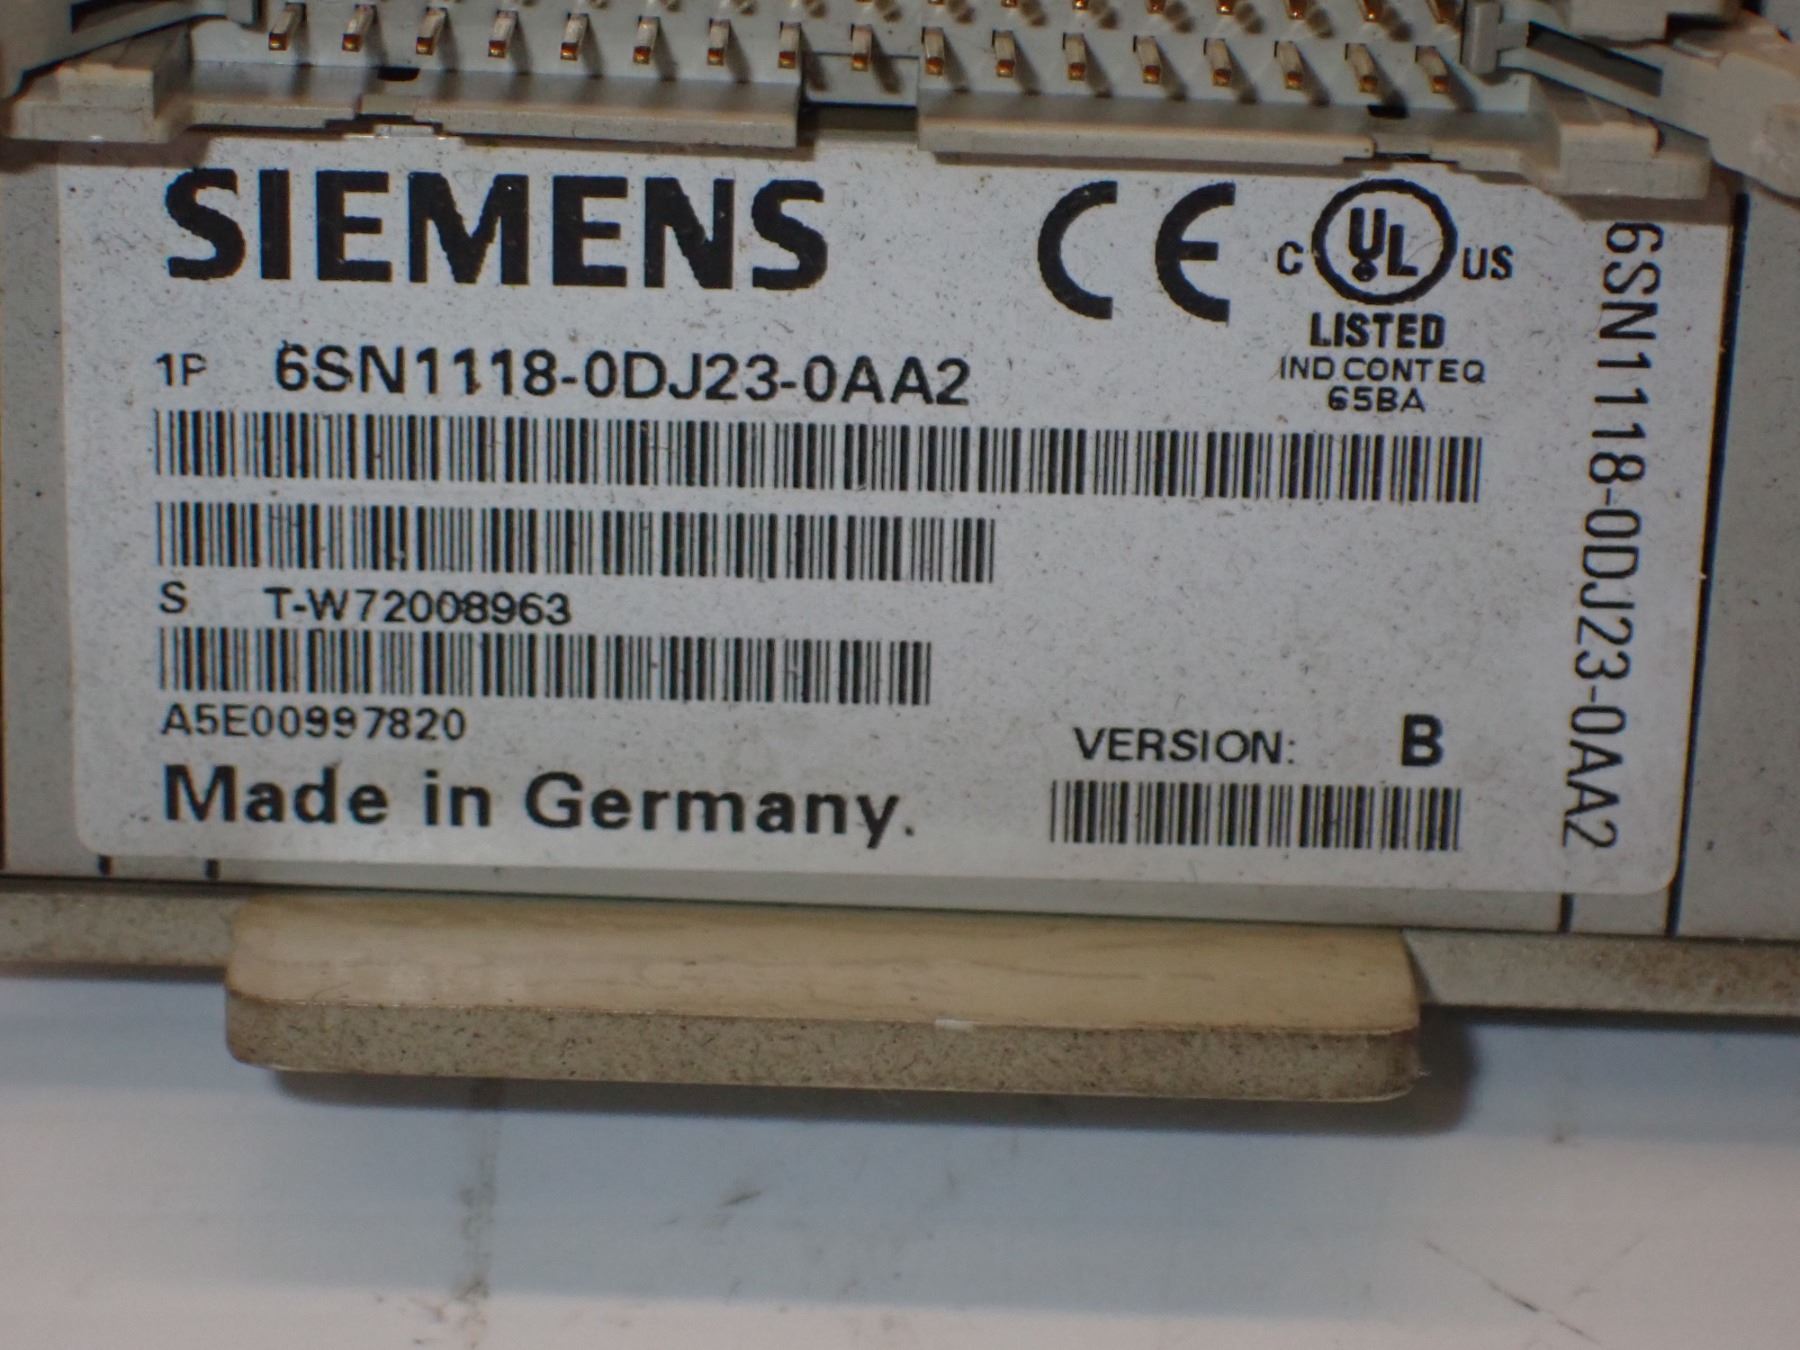 SIEMENS
CE
C UL US
LISTED
IND CONT EQ
65BA
1P 6SN1118-0DJ23-0AA2
S T-W72008963
A5E00997820
VERSION: B
Made in Germany.
6SN1118-0DJ23-0AA2